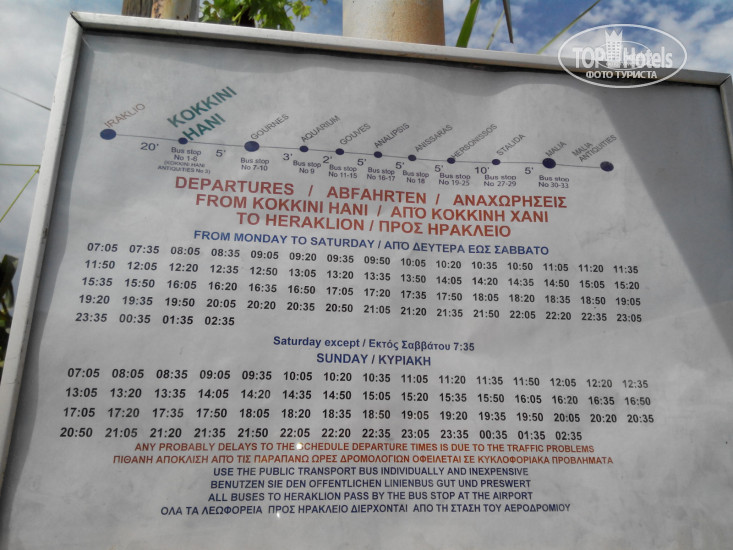 TOPHotels
ФОТО ТУРИСТА
IRAKLIO
KOKKINI HANI
GOURNES
AQUARIUM
GOUVES
ANALIPSIS
ANISSARAS
HERSONISSOS
STALIDA
MALIA
MALIA ANTIQUITIES
20' 5' 3' 2' 5' 5' 5' 10' 5'
Bus stop No 1-6
(KOKKINI HANI ANTIQUITIES No 3)
Bus stop No 7-10
Bus stop No 9
Bus stop No 11-15
Bus stop No 16-17
Bus stop No 18
Bus stop No 19-25
Bus stop No 27-29
Bus stop No 30-33
DEPARTURES / ABFAHRTEN / ΑΝΑΧΩΡΗΣΕΙΣ
FROM KOKKINI HANI / ΑΠΌ ΚΟΚΚΙΝΗ ΧΑΝΙ
TO HERAKLION / ΠΡΟΣ ΗΡΑΚΛΕΙΟ
FROM MONDAY TO SATURDAY / ΑΠΌ ΔΕΥΤΕΡΑ ΕΩΣ ΣΑΒΒΑΤΟ
07:05 07:35 08:05 08:35 09:05 09:20 09:35 09:50 10:05 10:20 10:35 10:50 11:05 11:20 11:35
11:50 12:05 12:20 12:35 12:50 13:05 13:20 13:35 13:50 14:05 14:20 14:35 14:50 15:05 15:20
15:35 15:50 16:05 16:20 16:35 16:50 17:05 17:20 17:35 17:50 18:05 18:20 18:35 18:50 19:05
19:20 19:35 19:50 20:05 20:20 20:35 20:50 21:05 21:20 21:35 21:50 22:05 22:20 22:35 23:05
23:35 00:35 01:35 02:35
Saturday except / Εκτός Σαββάτου 7:35
SUNDAY / ΚΥΡΙΑΚΗ
07:05 08:05 08:35 09:05 09:35 10:05 10:20 10:35 11:05 11:20 11:35 12:05 12:20 12:35
13:05 13:20 13:35 14:05 14:20 14:35 14:50 15:05 15:20 15:35 15:50 16:05 16:20 16:35 16:50
17:05 17:20 17:35 17:50 18:05 18:20 18:35 18:50 19:05 19:20 19:35 19:50 20:05 20:20 20:35
20:50 21:05 21:20 21:35 21:50 22:05 22:20 22:35 23:05 23:35 00:35 01:35 02:35
ANY PROBABLY DELAYS TO THE SCHEDULE DEPARTURE TIMES IS DUE TO THE TRAFFIC PROBLEMS
ΠΙΘΑΝΗ ΑΠΟΚΛΙΣΗ ΑΠΌ ΤΙΣ ΠΑΡΑΠΑΝΩ ΩΡΕΣ ΔΡΟΜΟΛΟΓΙΩΝ ΟΦΕΙΛΕΤΑΙ ΣΕ ΚΥΚΛΟΦΟΡΙΑΚΑ ΠΡΟΒΛΗΜΑΤΑ
USE THE PUBLIC TRANSPORT BUS INDIVIDUALLY AND INEXPENSIVE
BENUTZEN SIE DEN OFFENTLICHEN LINIENBUS GUT UND PRESWERT
ALL BUSES TO HERAKLION PASS BY THE BUS STOP AT THE AIRPORT
ΟΛΑ ΤΑ ΛΕΩΦΟΡΕΙΑ ΠΡΟΣ ΗΡΑΚΛΕΙΟ ΔΙΕΡΧΟΝΤΑΙ ΑΠΌ ΤΗ ΣΤΑΣΗ ΤΟΥ ΑΕΡΟΔΡΟΜΙΟΥ